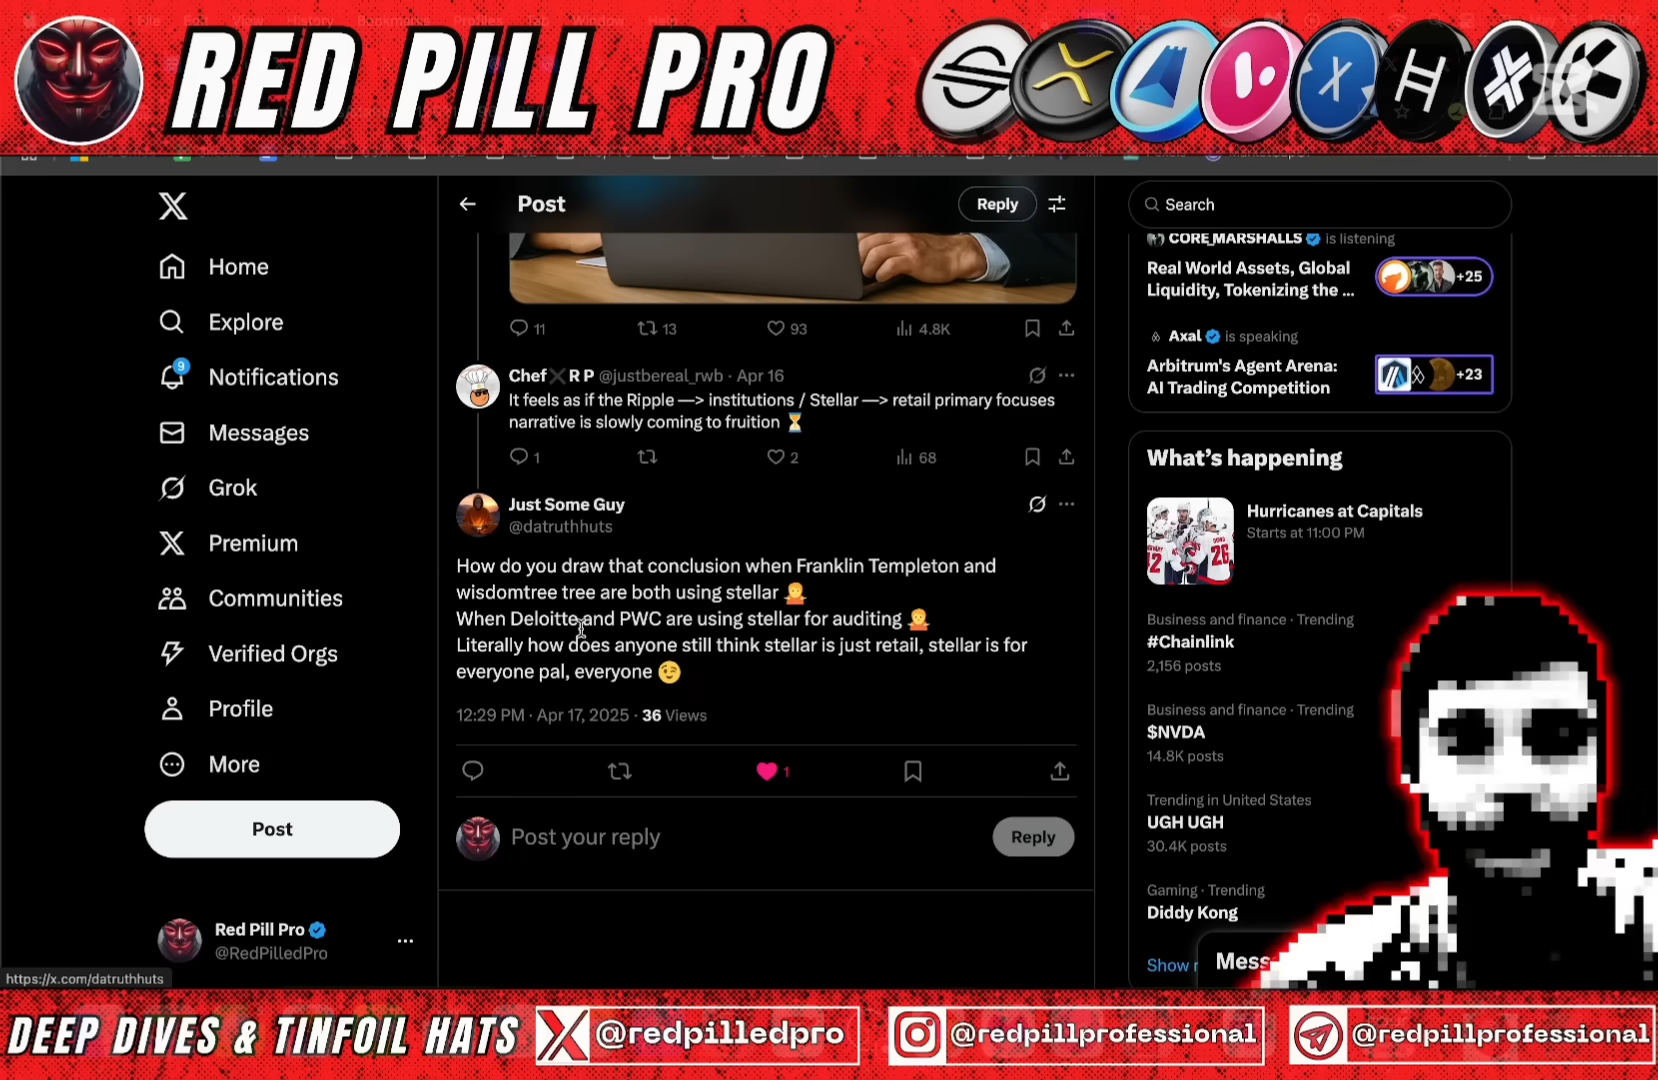 RED PILL PRO
Post
Reply
Search
Home
Explore
9
Notifications
Messages
Grok
Premium
Communities
Verified Orgs
Profile
More
Post
Red Pill Pro
@RedPilledPro
https://x.com/datruthhuts
11
13
93
4.8K
Chef R P @justbereal_rwb · Apr 16
It feels as if the Ripple —> institutions / Stellar —> retail primary focuses
narrative is slowly coming to fruition ⏳
1
2
68
Just Some Guy
@datruthhuts
How do you draw that conclusion when Franklin Templeton and
wisdomtree tree are both using stellar 🤷
When Deloitte and PWC are using stellar for auditing 🤷
Literally how does anyone still think stellar is just retail, stellar is for
everyone pal, everyone 😉
12:29 PM · Apr 17, 2025 · 36 Views
1
Post your reply
Reply
CORE_MARSHALLS is listening
Real World Assets, Global
Liquidity, Tokenizing the ...
+25
Axal is speaking
Arbitrum's Agent Arena:
AI Trading Competition
+23
What's happening
Hurricanes at Capitals
Starts at 11:00 PM
Business and finance · Trending
#Chainlink
2,156 posts
Business and finance · Trending
$NVDA
14.8K posts
Trending in United States
UGH UGH
30.4K posts
Gaming · Trending
Diddy Kong
Show
Mess
DEEP DIVES & TINFOIL HATS
@redpilledpro
@redpillprofessional
@redpillprofessional